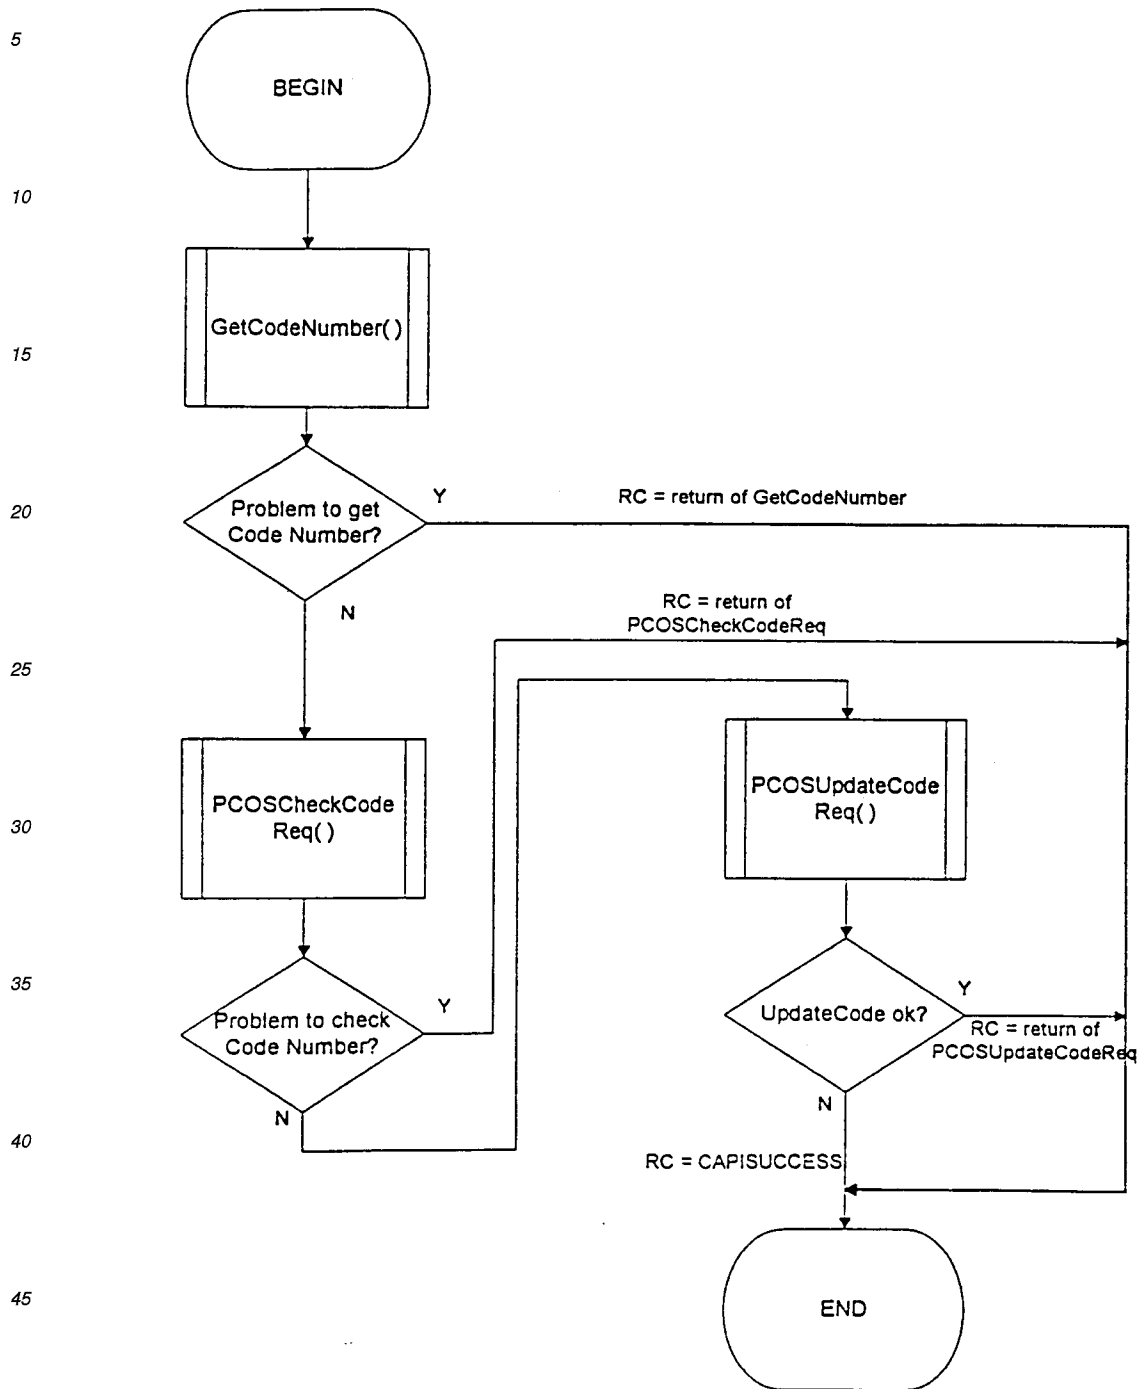 5
BEGIN
10
GetCodeNumber( )
15
Y
RC = return of GetCodeNumber
20
Problem to get
Code Number?
N
RC = return of
PCOSCheckCodeReq
25
PCOSCheckCode
Req( )
PCOSUpdateCode
Req( )
30
35
Y
Problem to check
Code Number?
N
Y
UpdateCode ok?
RC = return of
PCOSUpdateCodeReq
N
40
RC = CAPISUCCESS
45
END